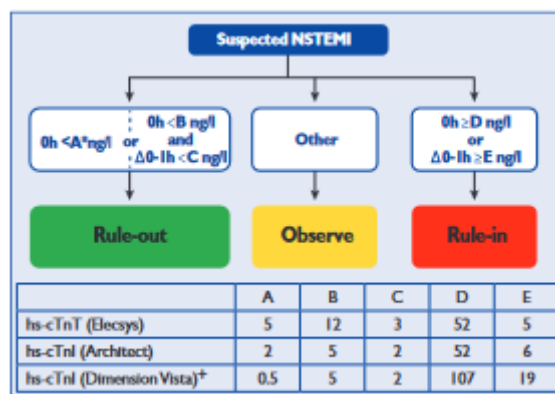 Suspected NSTEMI
0h <A*ng/l or 0h <B ng/l and Δ0-1h <C ng/l
Other
0h ≥D ng/l
or
Δ0-1h ≥E ng/l
Rule-out
Observe
Rule-in
A B C D E
hs-cTnT (Elecsys) 5 12 3 52 5
hs-cTnI (Architect) 2 5 2 52 6
hs-cTnI (Dimension Vista)+ 0.5 5 2 107 19